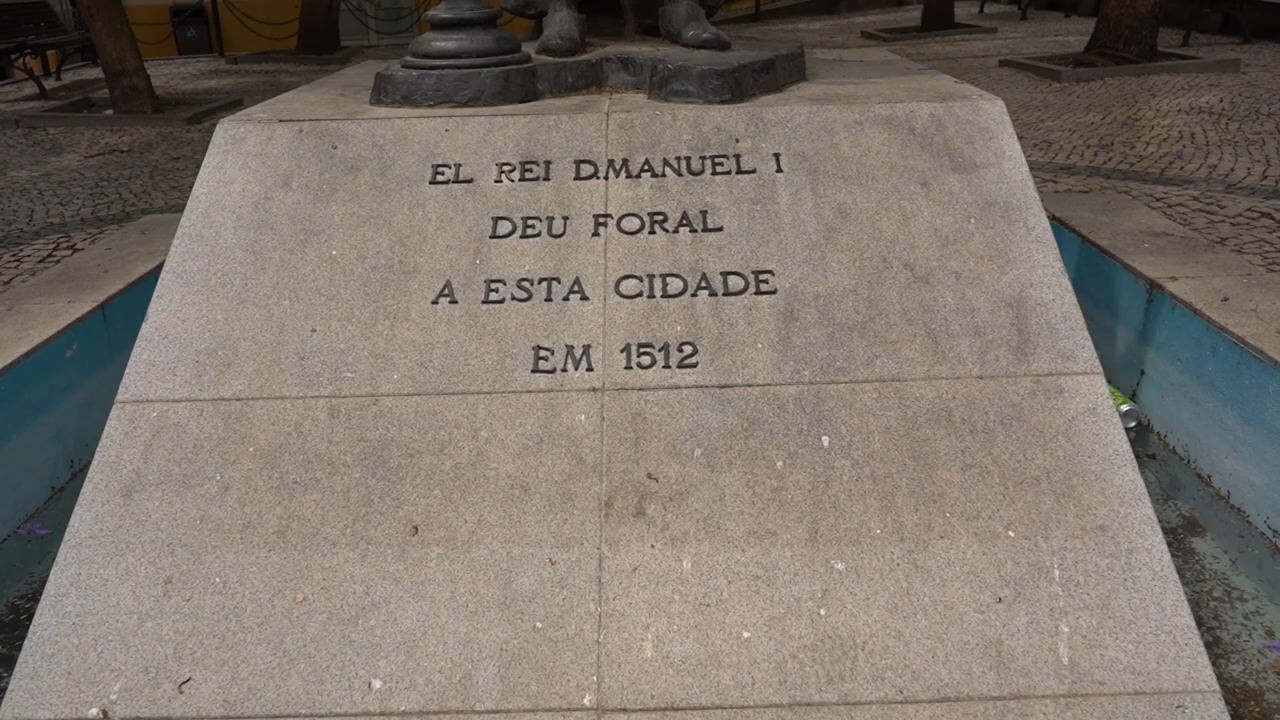 EL REI D.MANUEL I
DEU FORAL
A ESTA CIDADE
EM 1512